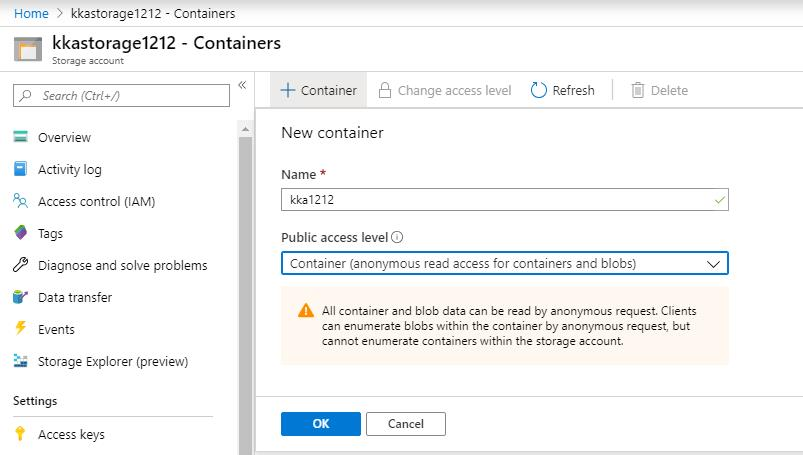 Home > kkastorage1212 - Containers
kkastorage1212 - Containers
Storage account
Search (Ctrl+/)
«
Overview
Activity log
Access control (IAM)
Tags
Diagnose and solve problems
Data transfer
Events
Storage Explorer (preview)
Settings
Access keys
+ Container
Change access level
Refresh
Delete
New container
Name *
kka1212
Public access level
Container (anonymous read access for containers and blobs)
All container and blob data can be read by anonymous request. Clients
can enumerate blobs within the container by anonymous request, but
cannot enumerate containers within the storage account.
OK
Cancel